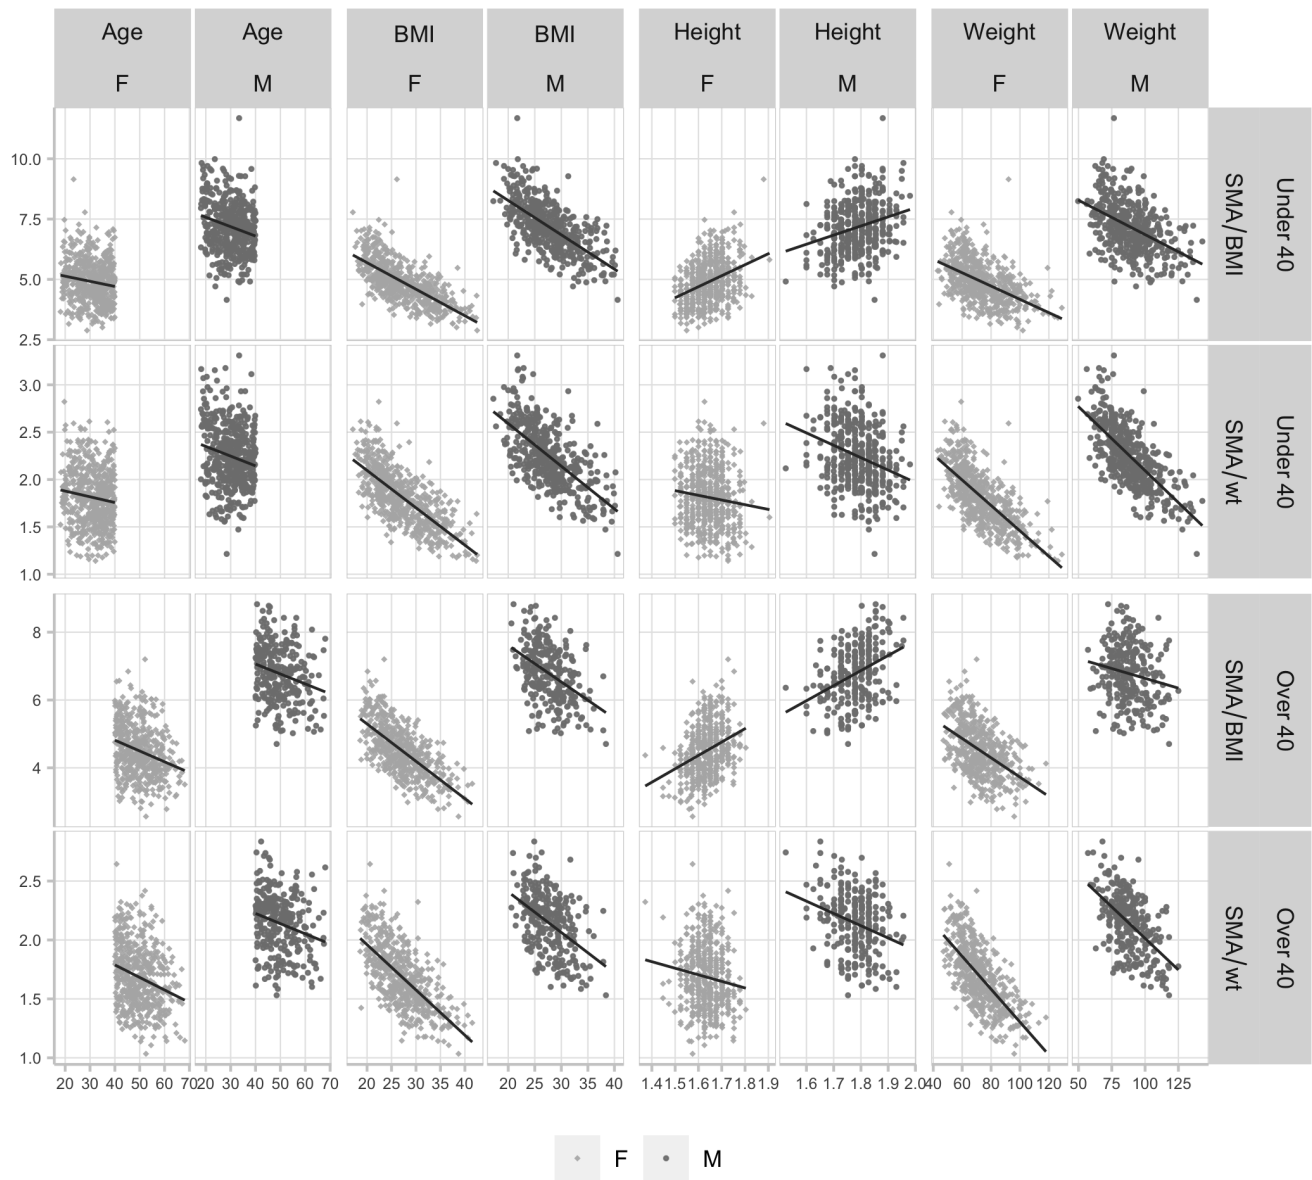 Age Age BMI BMI Height Height Weight Weight
F M F M F M F M
10.0
7.5
5.0
2.5
SMA/BMI
Under 40
3.0
2.5
2.0
1.5
1.0
SMA/wt
Under 40
8
6
4
SMA/BMI
Over 40
2.5
2.0
1.5
1.0
SMA/wt
Over 40
20 30 40 50 60 70 20 30 40 50 60 70 20 25 30 35 40 20 25 30 35 40 1.4 1.5 1.6 1.7 1.8 1.9 1.6 1.7 1.8 1.9 2.0 40 60 80 100 120 50 75 100 125
F M